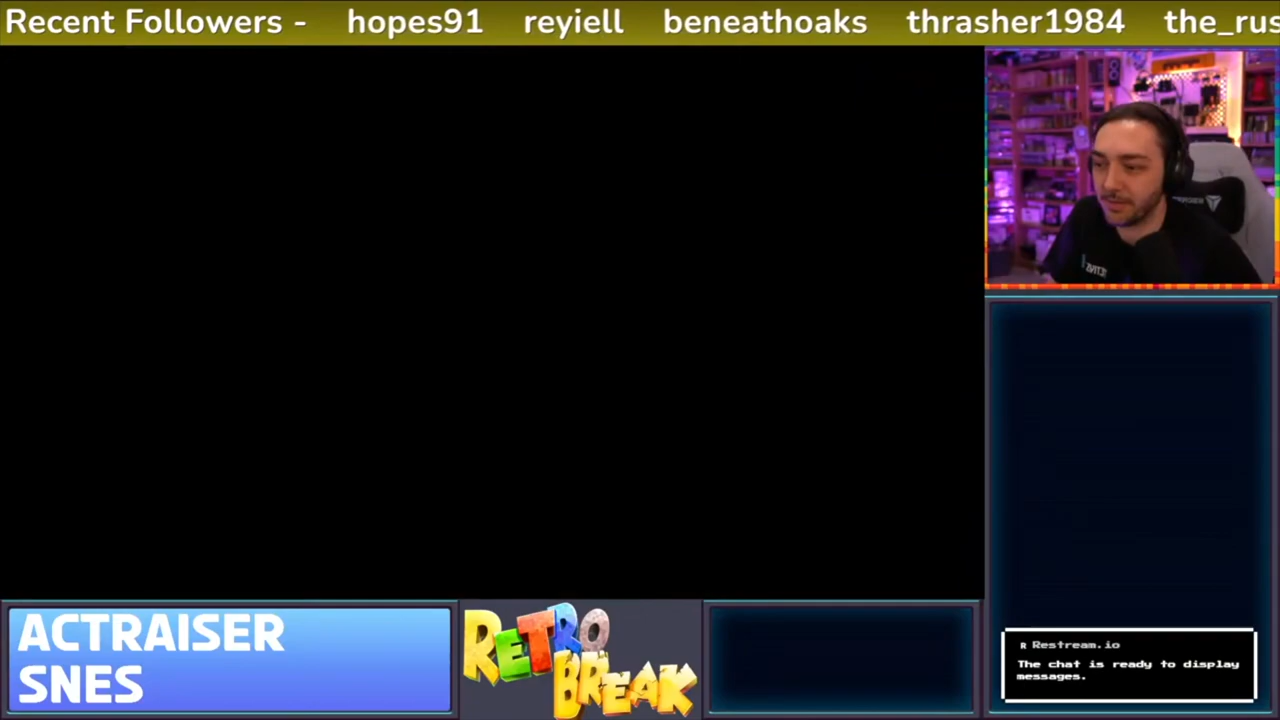 Recent Followers - hopes91 reyiell beneathoaks thrasher1984 the_rus
ACTRAISER
SNES
RETRO
BREAK
R Restream.io
The chat is ready to display
messages.